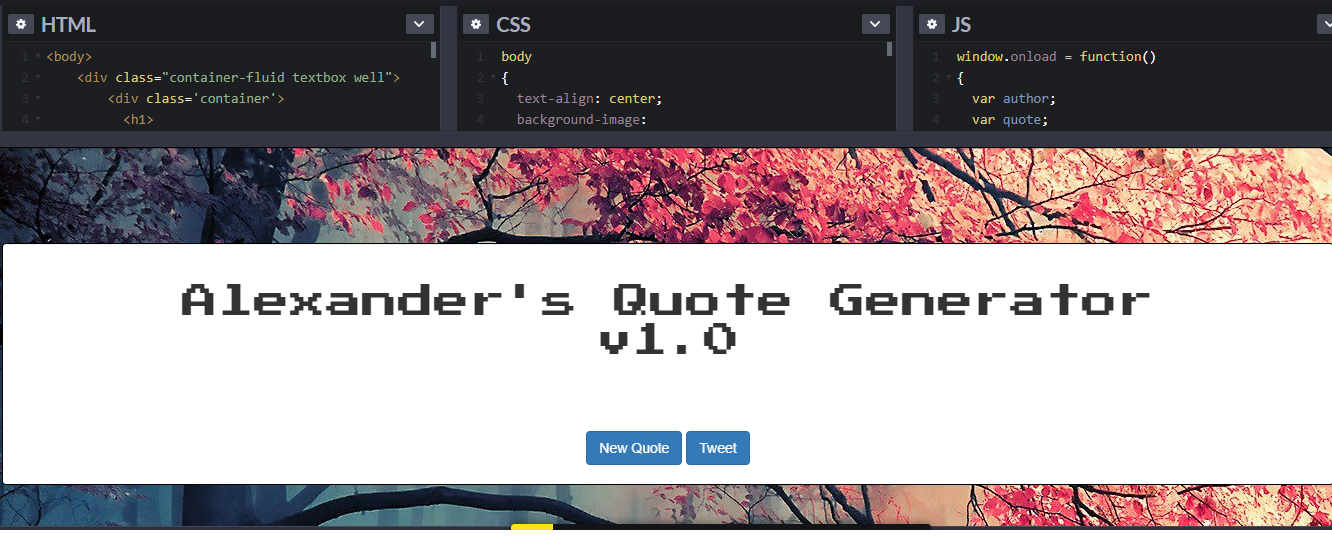 HTML
1 <body>
2 <div class="container-fluid textbox well">
3 <div class='container'>
4 <h1>
CSS
1 body
2 {
3 text-align: center;
4 background-image:
JS
1 window.onload = function()
2 {
3 var author;
4 var quote;
Alexander's Quote Generator
v1.0
New Quote Tweet